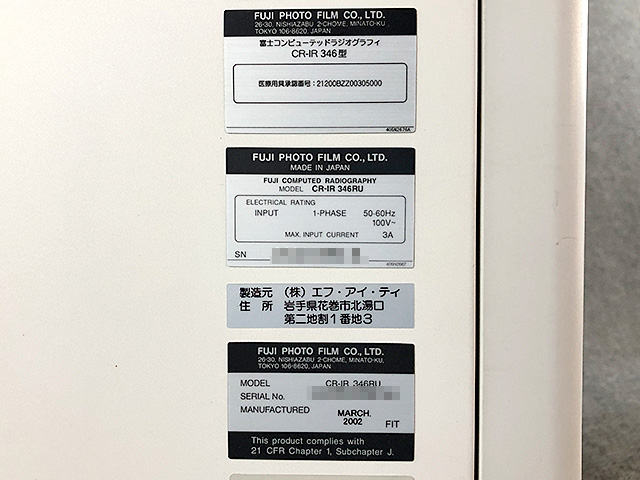 FUJI PHOTO FILM CO., LTD.
26-30, NISHIAZABU 2-CHOME, MINATO-KU,
TOKYO 106-8620, JAPAN
富士コンピューテッドラジオグラフィ
CR-IR 346型
医療用具承認番号：21200BZZ00305000
FUJI PHOTO FILM CO., LTD.
MADE IN JAPAN
FUJI COMPUTED RADIOGRAPHY
MODEL CR-IR 346RU
ELECTRICAL RATING
INPUT 1-PHASE 50-60Hz
100V~
MAX. INPUT CURRENT 3A
SN
製造元 （株）エフ・アイ・ティ
住 所 岩手県花巻市北湯口
第二地割1番地3
FUJI PHOTO FILM CO., LTD.
26-30, NISHIAZABU 2-CHOME, MINATO-KU,
TOKYO 106-8620, JAPAN
MODEL CR-IR 346RU
SERIAL No.
MANUFACTURED MARCH.
2002 FIT
This product complies with
21 CFR Chapter 1, Subchapter J.